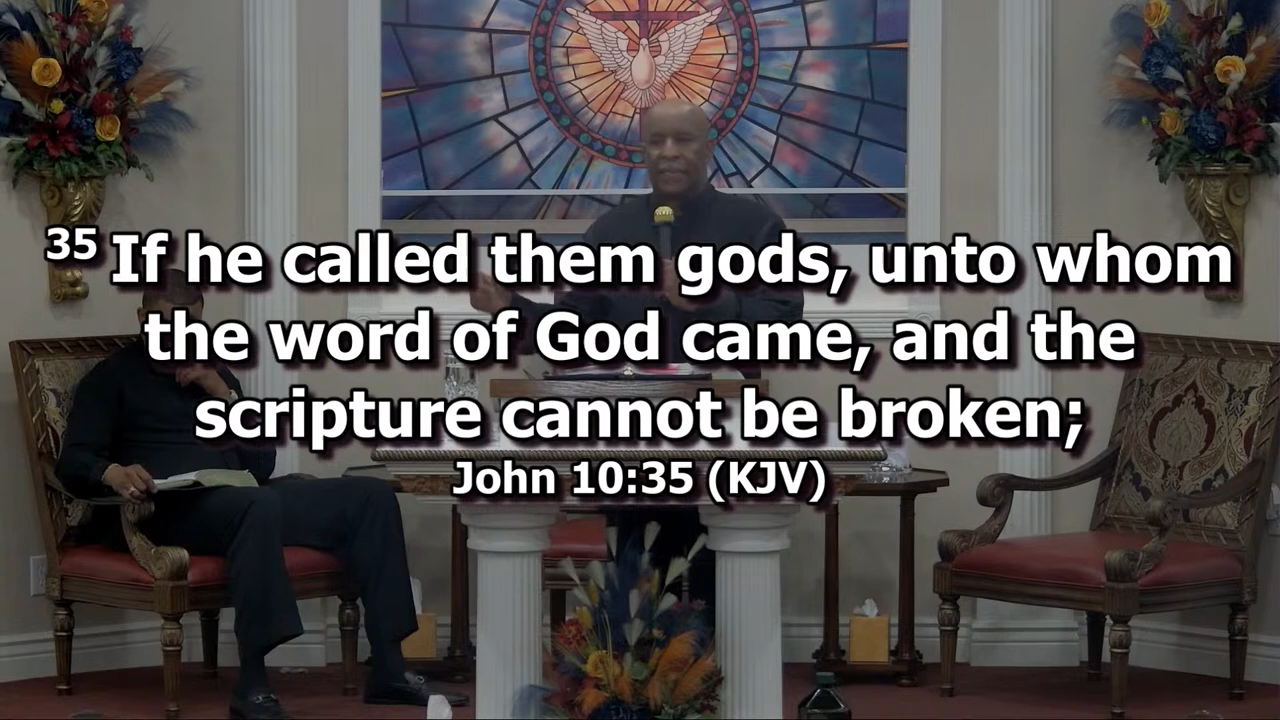 35 If he called them gods, unto whom
the word of God came, and the
scripture cannot be broken;
John 10:35 (KJV)